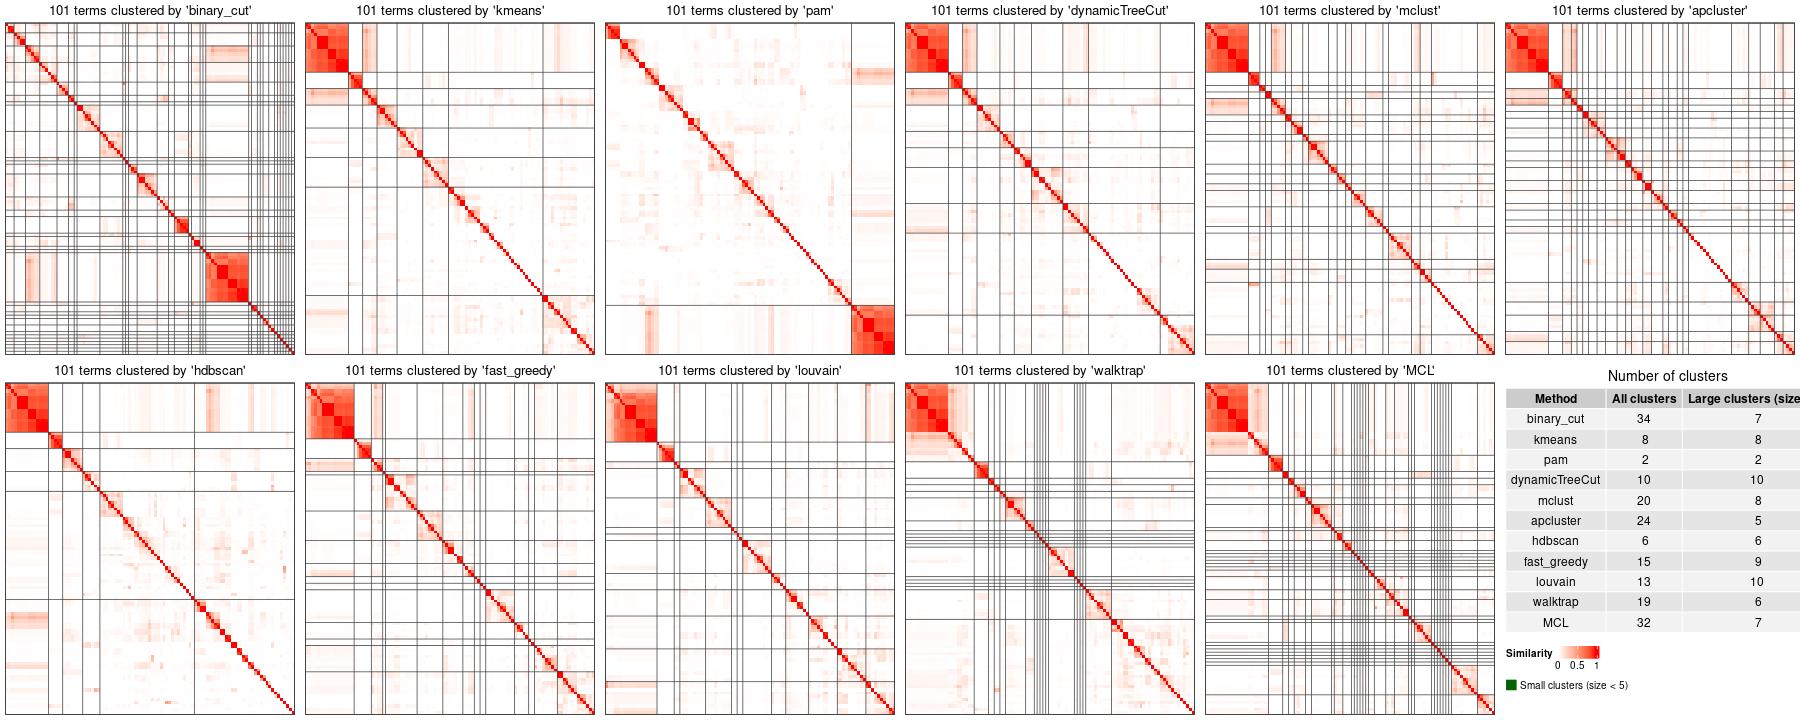 101 terms clustered by 'binary_cut'
101 terms clustered by 'kmeans'
101 terms clustered by 'pam'
101 terms clustered by 'dynamicTreeCut'
101 terms clustered by 'mclust'
101 terms clustered by 'apcluster'
101 terms clustered by 'hdbscan'
101 terms clustered by 'fast_greedy'
101 terms clustered by 'louvain'
101 terms clustered by 'walktrap'
101 terms clustered by 'MCL'
Number of clusters
Method All clusters Large clusters (size
binary_cut 34 7
kmeans 8 8
pam 2 2
dynamicTreeCut 10 10
mclust 20 8
apcluster 24 5
hdbscan 6 6
fast_greedy 15 9
louvain 13 10
walktrap 19 6
MCL 32 7
Similarity
0 0.5 1
Small clusters (size < 5)